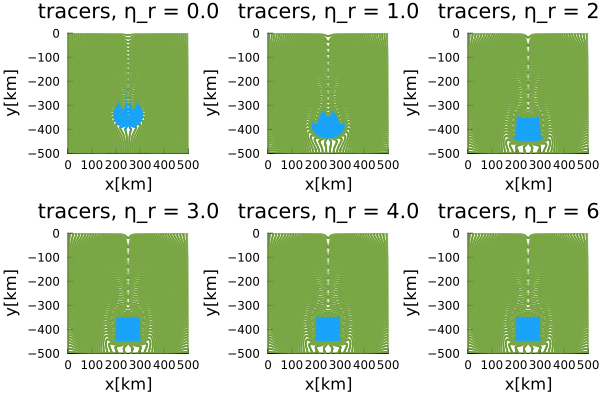 tracers, η_r = 0.0 tracers, η_r = 1.0 tracers, η_r = 2
y[km] 0 −100 −200 −300 −400 −500 y[km] 0 −100 −200 −300 −400 −500 y[km] 0 −100 −200 −300 −400 −500
0 100 200 300 400 500 0 100 200 300 400 500 0 100 200 300 400 500
x[km] x[km] x[km]
tracers, η_r = 3.0 tracers, η_r = 4.0 tracers, η_r = 6
y[km] 0 −100 −200 −300 −400 −500 y[km] 0 −100 −200 −300 −400 −500 y[km] 0 −100 −200 −300 −400 −500
0 100 200 300 400 500 0 100 200 300 400 500 0 100 200 300 400 500
x[km] x[km] x[km]